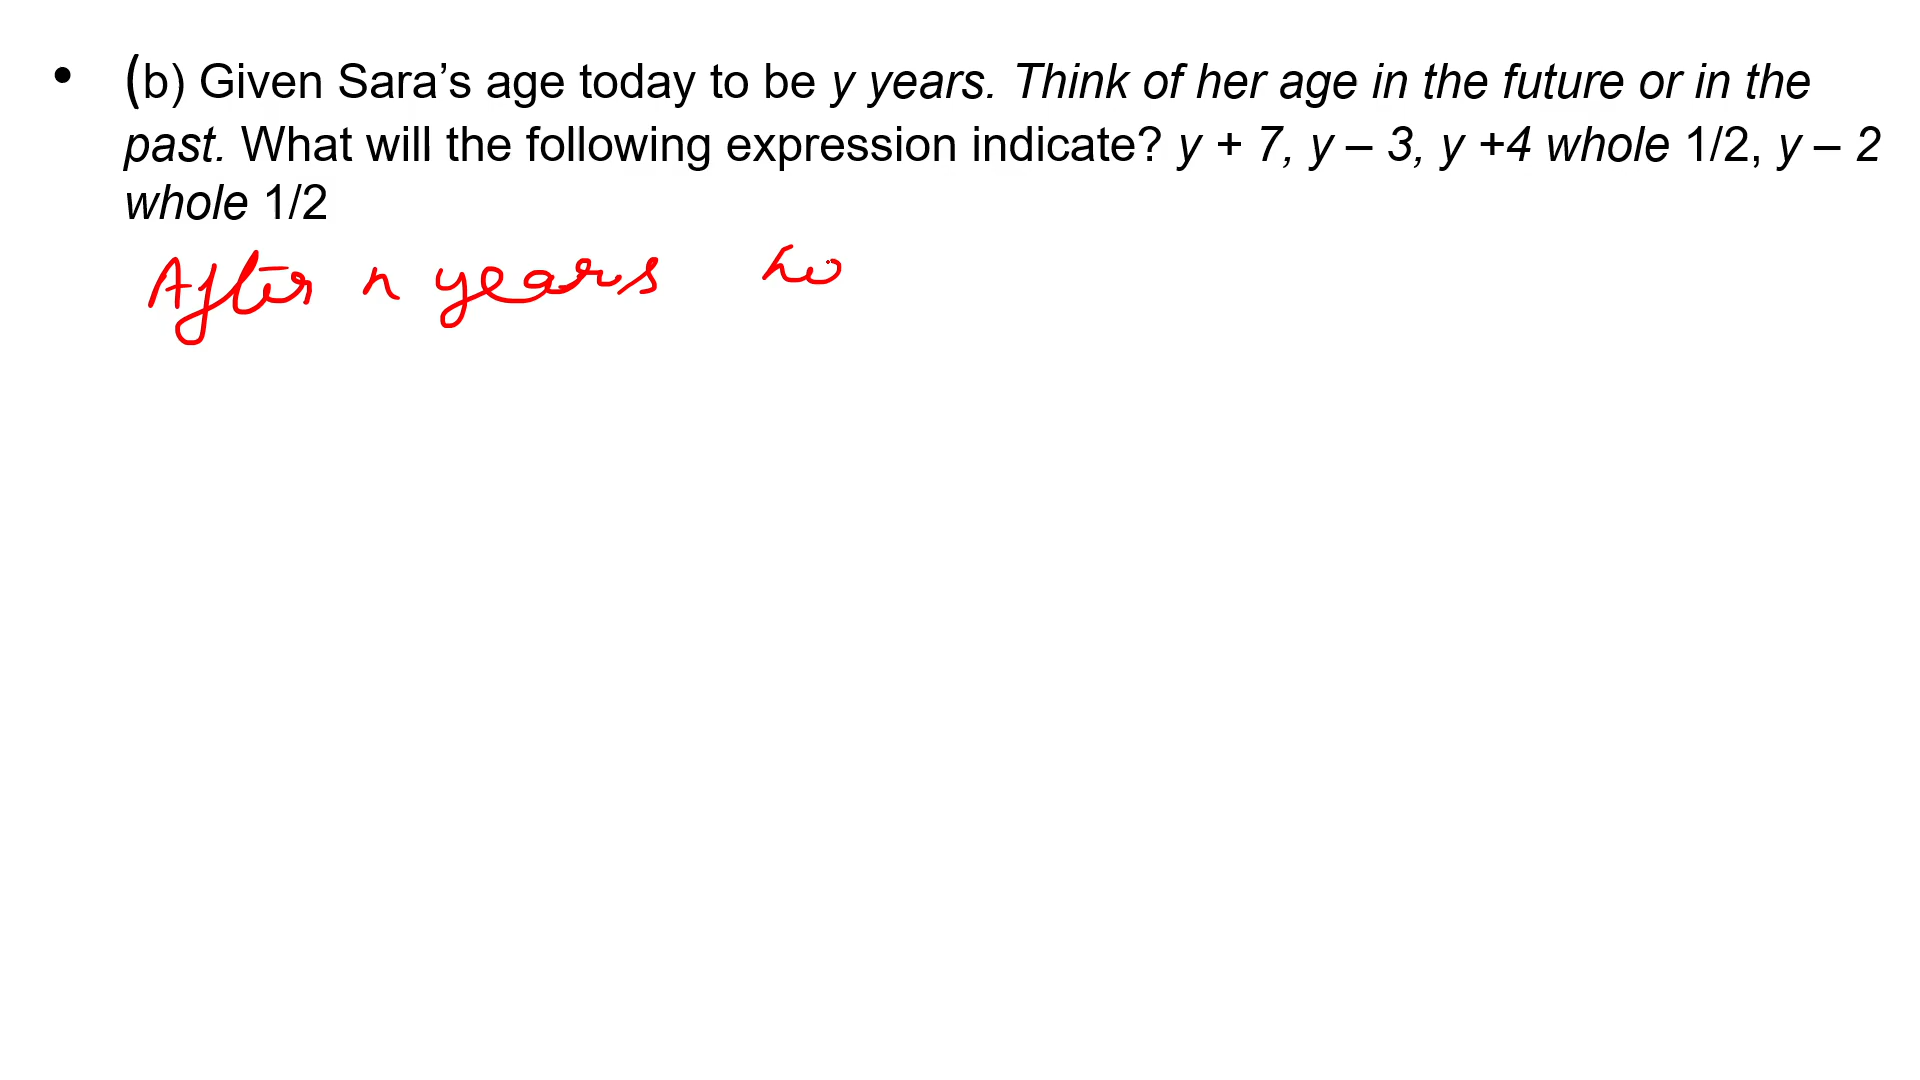 • (b) Given Sara’s age today to be y years. Think of her age in the future or in the
past. What will the following expression indicate? y + 7, y – 3, y +4 whole 1/2, y – 2
whole 1/2
After n years